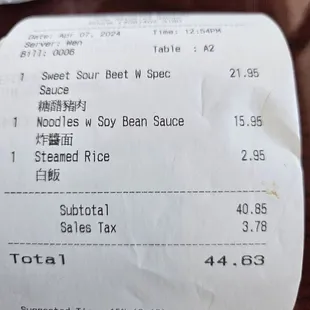 Date: Apr 07, 2024 Time: 12:54PM
Server: Wen
Bill: 0006 Table : A2
1 Sweet Sour Beet W Spec 21.95
Sauce
糖醋豬肉
1 Noodles w Soy Bean Sauce 15.95
炸醬面
1 Steamed Rice 2.95
白飯
Subtotal 40.85
Sales Tax 3.78
Total 44.63